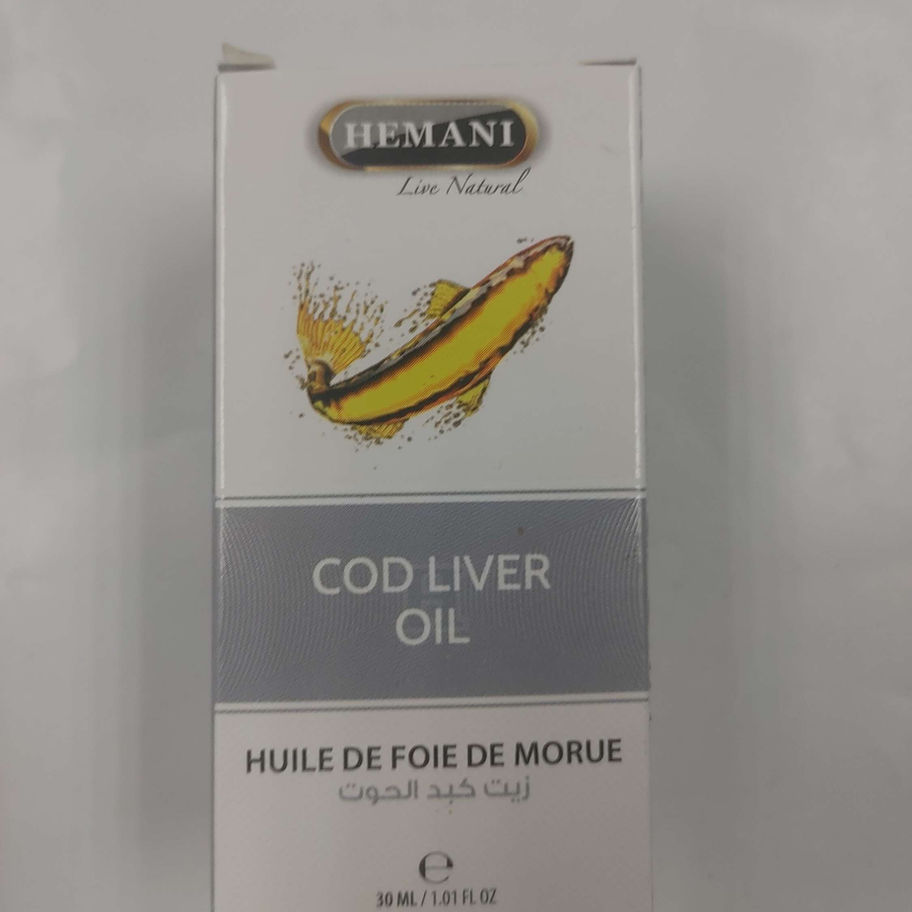 HEMANI
Live Natural
COD LIVER
OIL
HUILE DE FOIE DE MORUE
زيت كبد الحوت
e
30 ML / 1.01 FL OZ